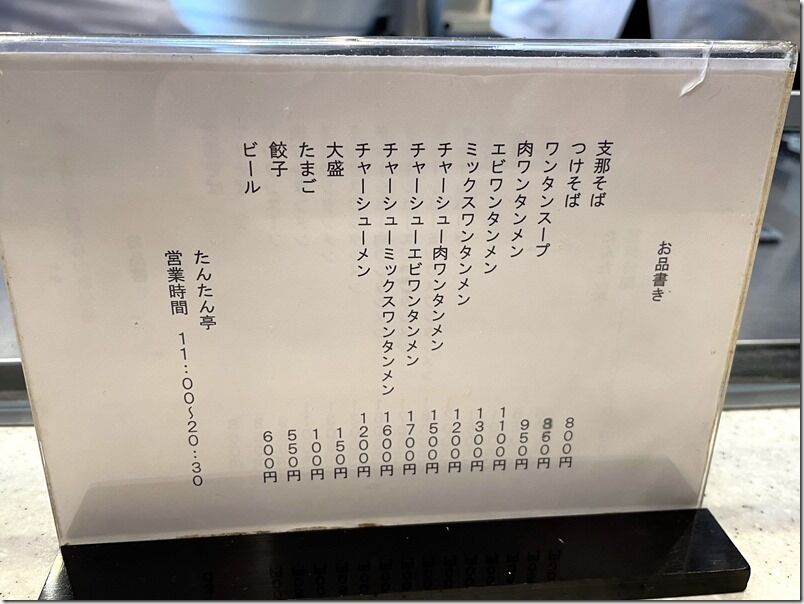 お品書き
支那そば 800円
つけそば
ワンタンスープ 950円
肉ワンタンメン 1100円
エビワンタンメン 1300円
ミックスワンタンメン 1200円
チャーシュー肉ワンタンメン 1500円
チャーシューエビワンタンメン 1700円
チャーシューミックスワンタンメン 1600円
チャーシューメン 1200円
大盛 150円
たまご 100円
餃子 550円
ビール 600円
たんたん亭
営業時間 11:00~20:30